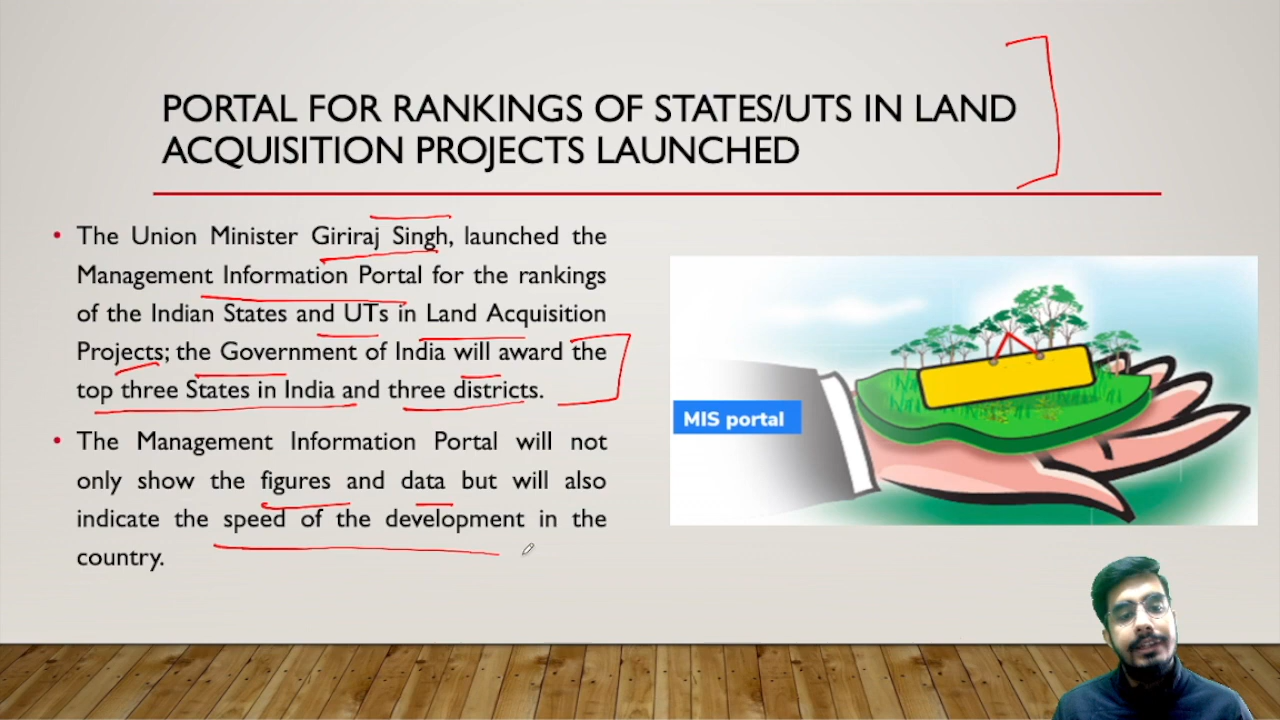 PORTAL FOR RANKINGS OF STATES/UTS IN LAND
ACQUISITION PROJECTS LAUNCHED
• The Union Minister Giriraj Singh, launched the
Management Information Portal for the rankings
of the Indian States and UTs in Land Acquisition
Projects; the Government of India will award the
top three States in India and three districts.
• The Management Information Portal will not
only show the figures and data but will also
indicate the speed of the development in the
country.
MIS portal